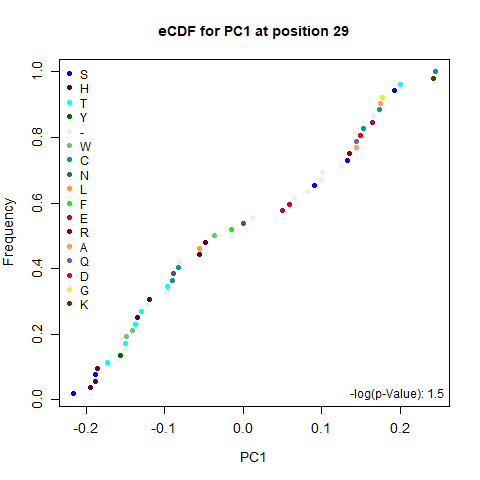 eCDF for PC1 at position 29
Frequency
1.0
0.8
0.6
0.4
0.2
0.0
S
H
T
Y
-
W
C
N
L
F
E
R
A
Q
D
G
K
-log(p-Value): 1.5
-0.2 -0.1 0.0 0.1 0.2
PC1